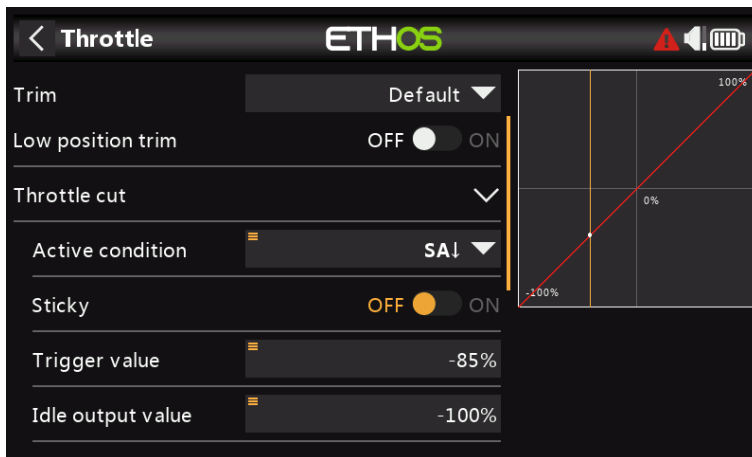 Throttle
ETHOS
Trim
Default
Low position trim
OFF ON
Throttle cut
Active condition
SA↓
Sticky
OFF ON
Trigger value
-85%
Idle output value
-100%
100%
0%
-100%